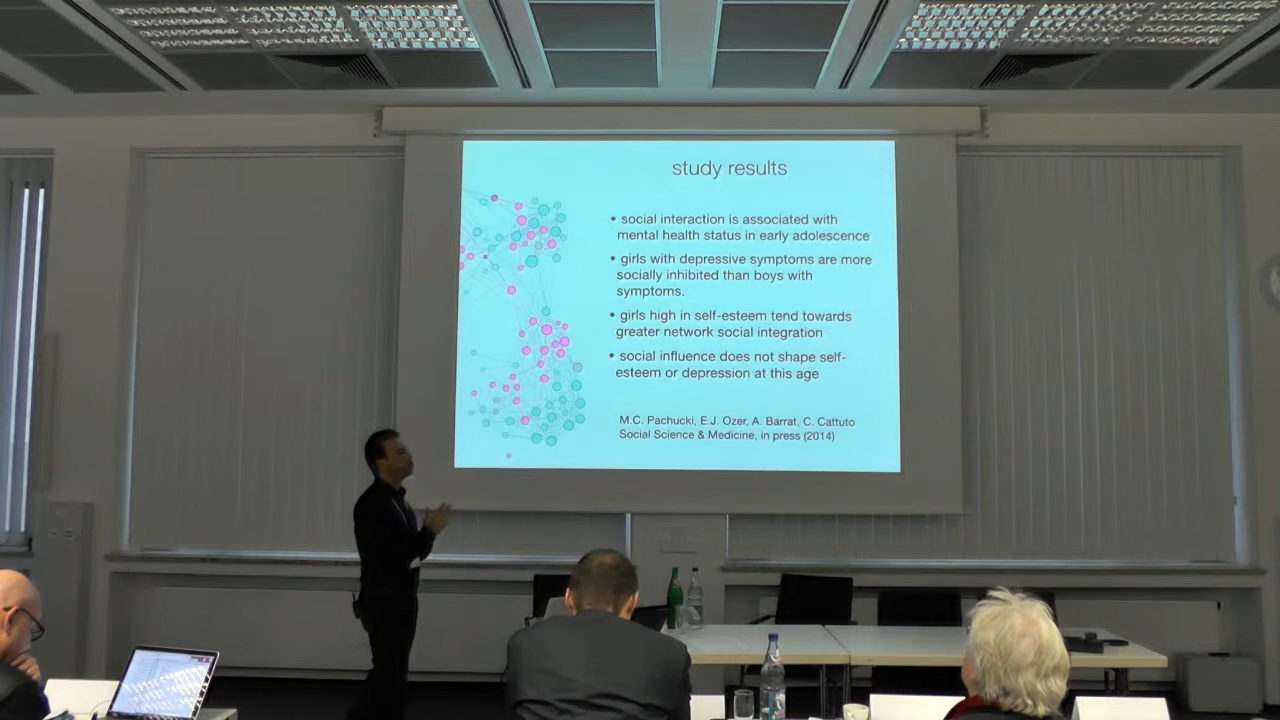 study results
• social interaction is associated with
mental health status in early adolescence
• girls with depressive symptoms are more
socially inhibited than boys with
symptoms.
• girls high in self-esteem tend towards
greater network social integration
• social influence does not shape self-
esteem or depression at this age
M.C. Pachucki, E.J. Ozer, A. Barrat, C. Cattuto
Social Science & Medicine, in press (2014)